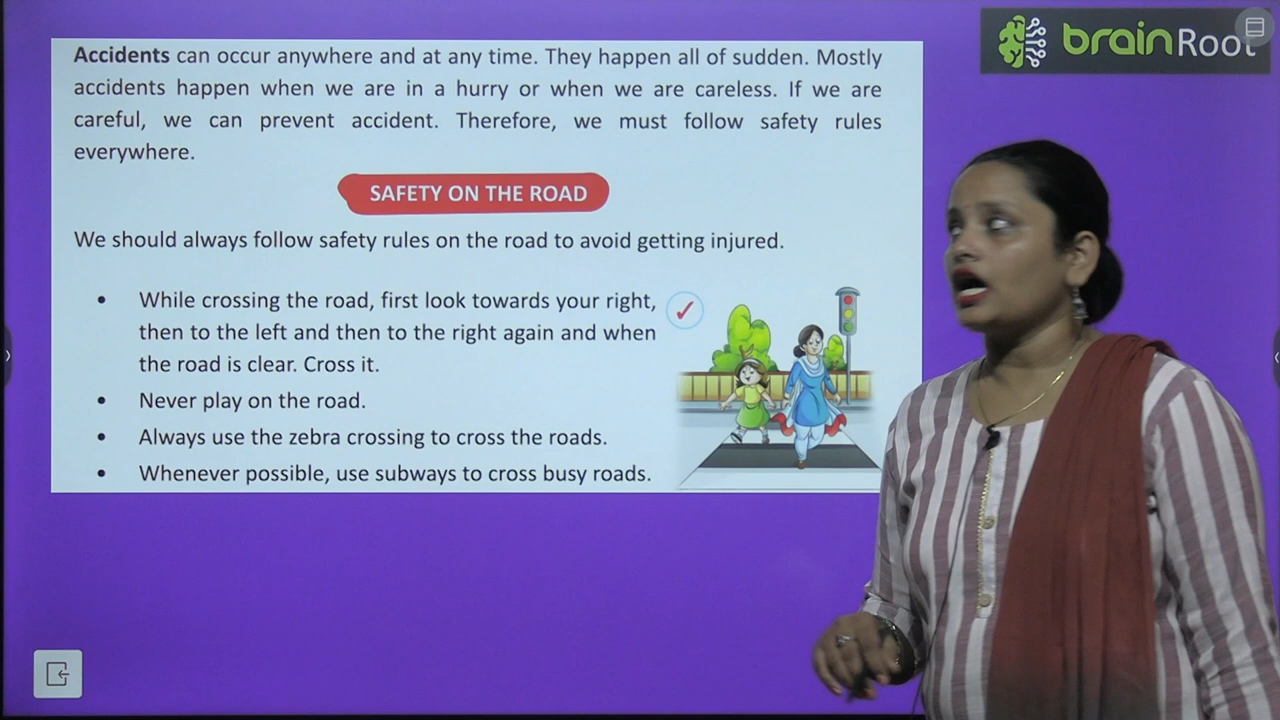 brainRoot
Accidents can occur anywhere and at any time. They happen all of sudden. Mostly
accidents happen when we are in a hurry or when we are careless. If we are
careful, we can prevent accident. Therefore, we must follow safety rules
everywhere.
SAFETY ON THE ROAD
We should always follow safety rules on the road to avoid getting injured.
• While crossing the road, first look towards your right,
then to the left and then to the right again and when
the road is clear. Cross it.
• Never play on the road.
• Always use the zebra crossing to cross the roads.
• Whenever possible, use subways to cross busy roads.